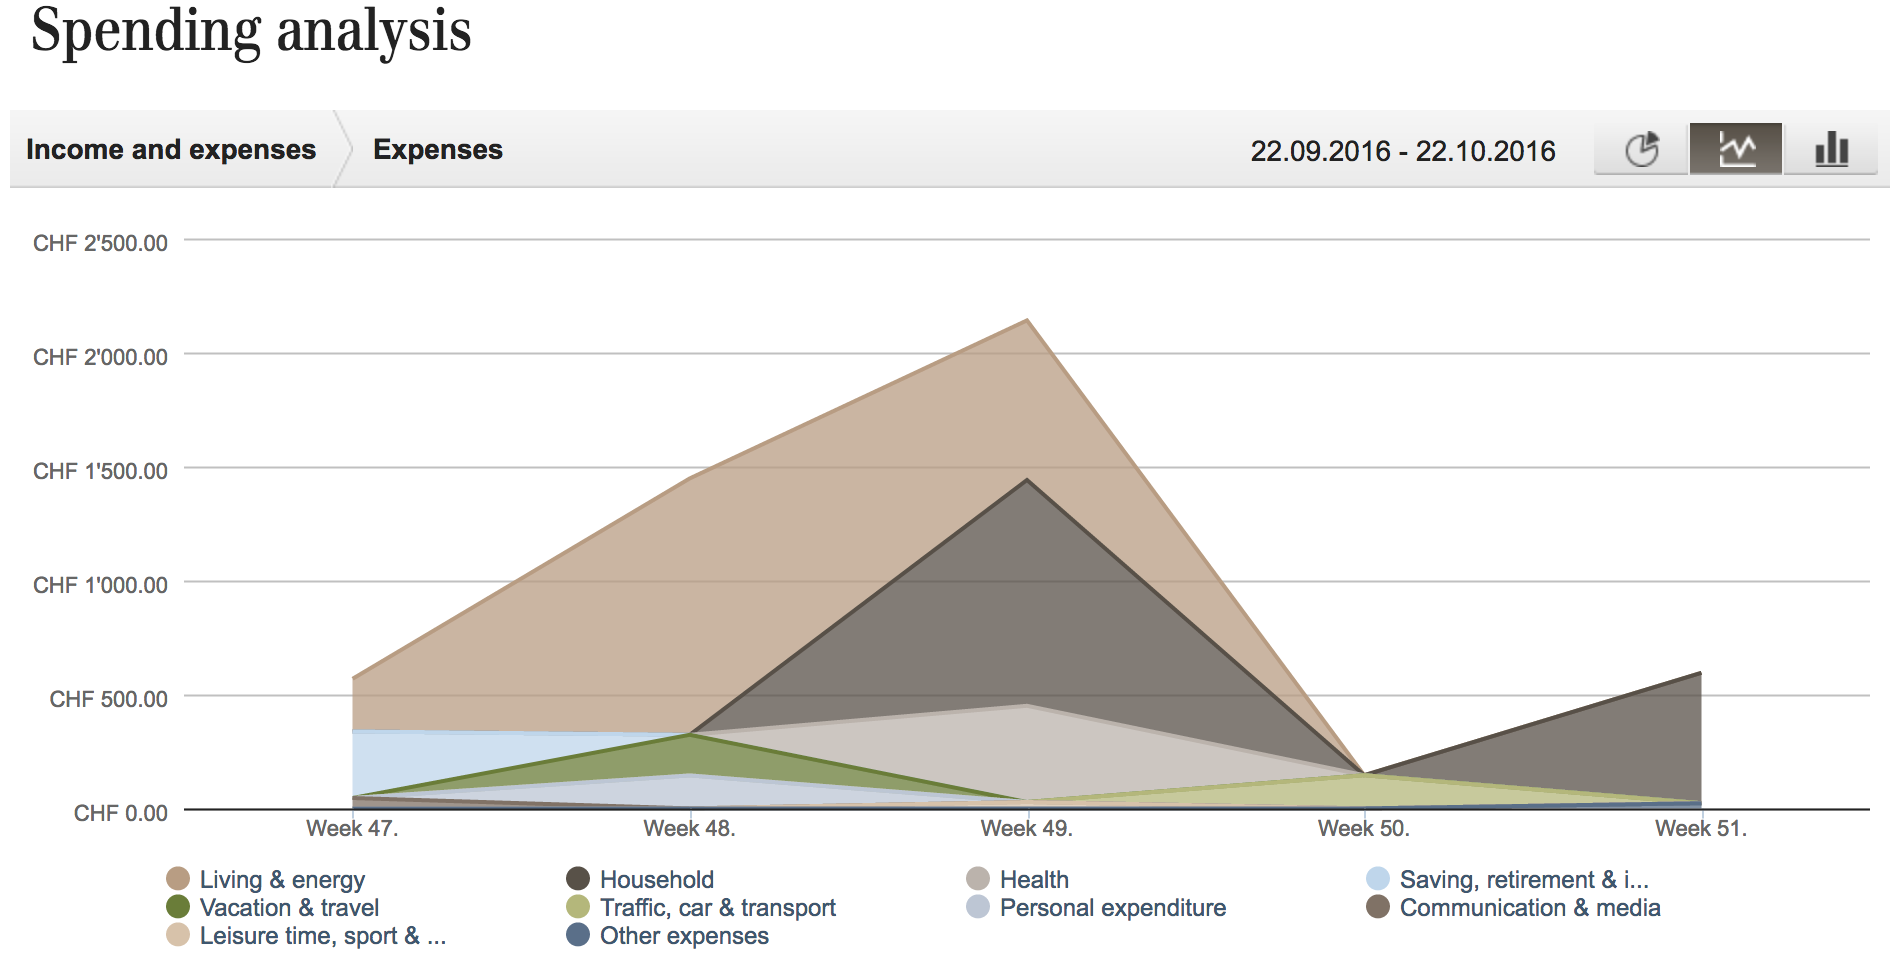 Spending analysis
Income and expenses Expenses 22.09.2016 - 22.10.2016
CHF 2'500.00
CHF 2'000.00
CHF 1'500.00
CHF 1'000.00
CHF 500.00
CHF 0.00
Week 47. Week 48. Week 49. Week 50. Week 51.
Living & energy Household Health Saving, retirement & i...
Vacation & travel Traffic, car & transport Personal expenditure Communication & media
Leisure time, sport & ... Other expenses